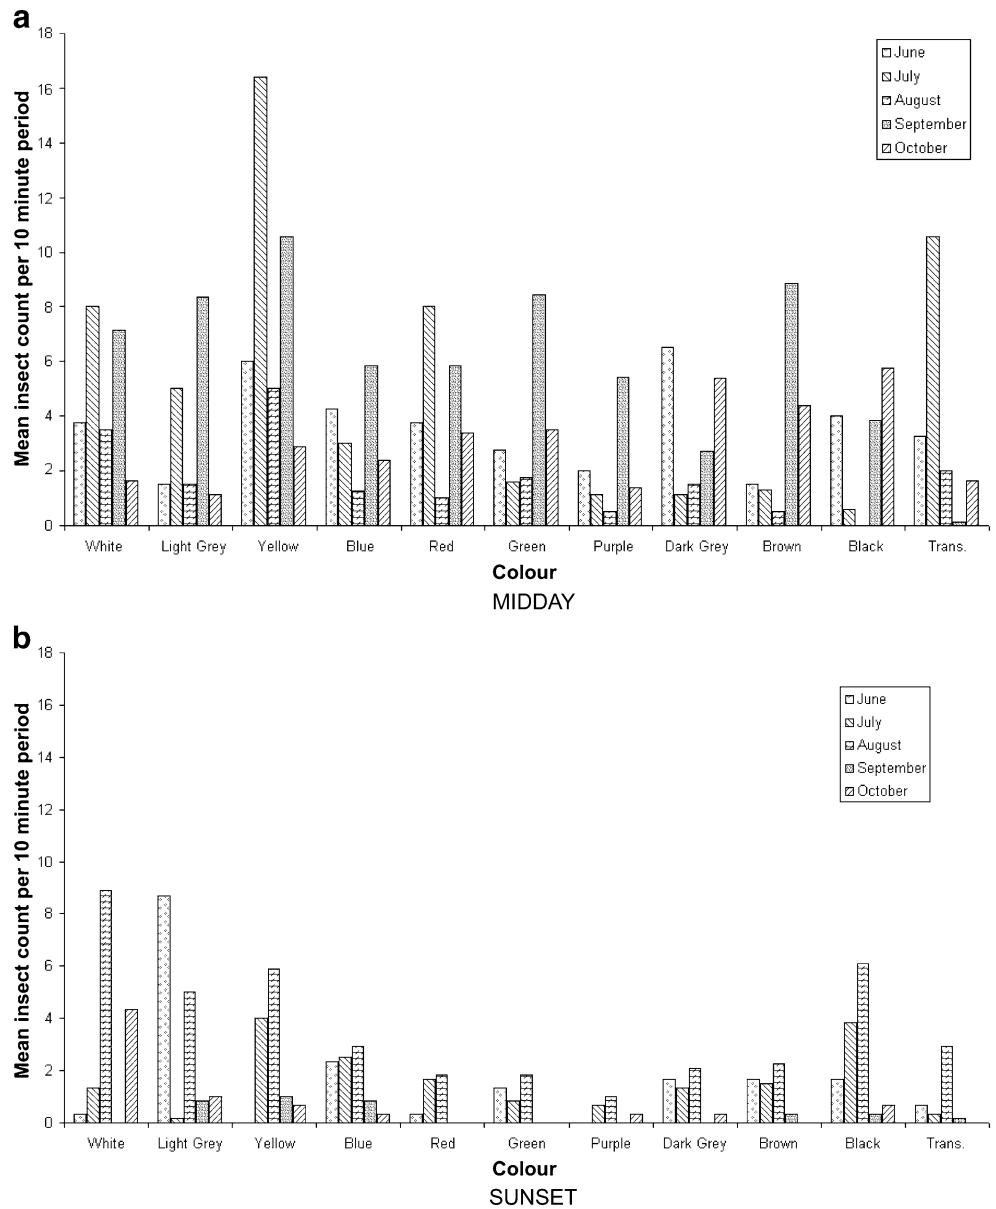 a
18
16
14
12
10
8
6
4
2
0
Mean insect count per 10 minute period
June
July
August
September
October
White Light Grey Yellow Blue Red Green Purple Dark Grey Brown Black Trans.
Colour
MIDDAY
b
18
16
14
12
10
8
6
4
2
0
Mean insect count per 10 minute period
June
July
August
September
October
White Light Grey Yellow Blue Red Green Purple Dark Grey Brown Black Trans.
Colour
SUNSET